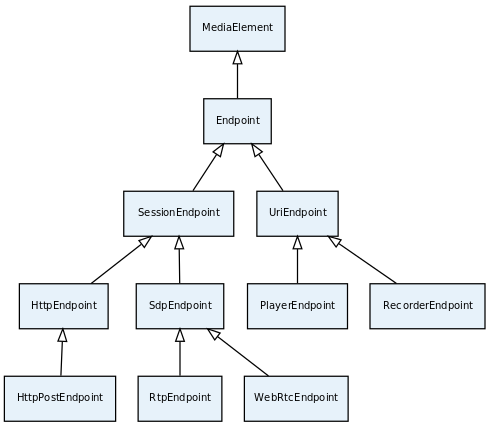 MediaElement
Endpoint
SessionEndpoint
UriEndpoint
HttpEndpoint
SdpEndpoint
PlayerEndpoint
RecorderEndpoint
HttpPostEndpoint
RtpEndpoint
WebRtcEndpoint